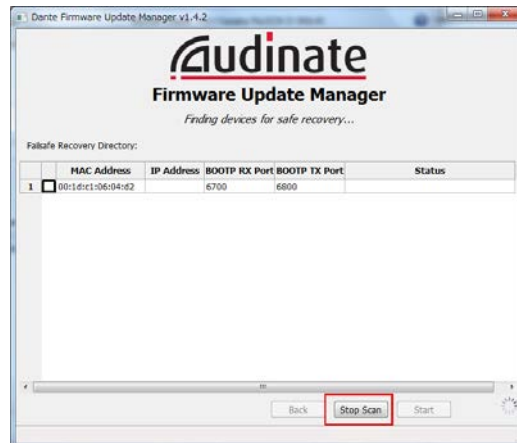 Dante Firmware Update Manager v1.4.2
Audinate
Firmware Update Manager
Finding devices for safe recovery...
Failsafe Recovery Directory:
MAC Address IP Address BOOTP RX Port BOOTP TX Port Status
1 00:1d:c1:06:04:d2 6700 6800
Back Stop Scan Start